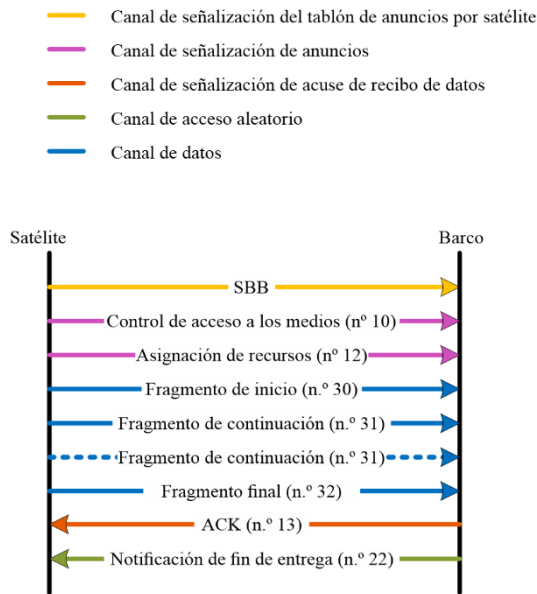 Canal de señalización del tablón de anuncios por satélite
Canal de señalización de anuncios
Canal de señalización de acuse de recibo de datos
Canal de acceso aleatorio
Canal de datos
Satélite
Barco
SBB
Control de acceso a los medios (nº 10)
Asignación de recursos (nº 12)
Fragmento de inicio (n.º 30)
Fragmento de continuación (n.º 31)
Fragmento de continuación (n.º 31)
Fragmento final (n.º 32)
ACK (n.º 13)
Notificación de fin de entrega (n.º 22)